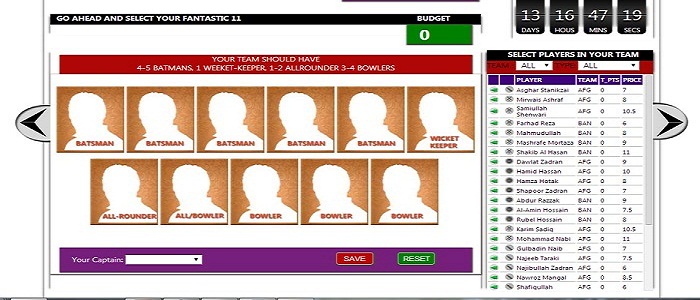 GO AHEAD AND SELECT YOUR FANTASTIC 11
BUDGET
0
13 16 47 19
DAYS HOURS MINS SECS
YOUR TEAM SHOULD HAVE
4-5 BATMANS, 1 WEEKET-KEEPER, 1-2 ALLROUNDER 3-4 BOWLERS
BATSMAN BATSMAN BATSMAN BATSMAN BATSMAN WICKET KEEPER
ALL-ROUNDER ALL/BOWLER BOWLER BOWLER BOWLER
Your Captain:
SAVE RESET
SELECT PLAYERS IN YOUR TEAM
TEAM: ALL TYPE: ALL
PLAYER TEAM T_PTS PRICE
Asghar Stanikzai AFG 0 7
Mirwais Ashraf AFG 0 8
Samiullah Shenwari AFG 0 10.5
Farhad Reza BAN 0 6
Mahmudullah BAN 0 8
Mashrafe Mortaza BAN 0 9
Shakib Al Hasan BAN 0 11
Dawlat Zadran AFG 0 9
Hamid Hassan AFG 0 10
Hamza Hotak AFG 0 8
Shapoor Zadran AFG 0 7
Abdur Razzak BAN 0 9
Al-Amin Hossain BAN 0 7.5
Rubel Hossain BAN 0 8
Karim Sadiq AFG 0 10.5
Mohammad Nabi AFG 0 11
Gulbadin Naib AFG 0 7
Najeeb Taraki AFG 0 7.5
Najibullah Zadran AFG 0 6
Nawroz Mangal AFG 0 8.5
Shafiqullah AFG 0 6